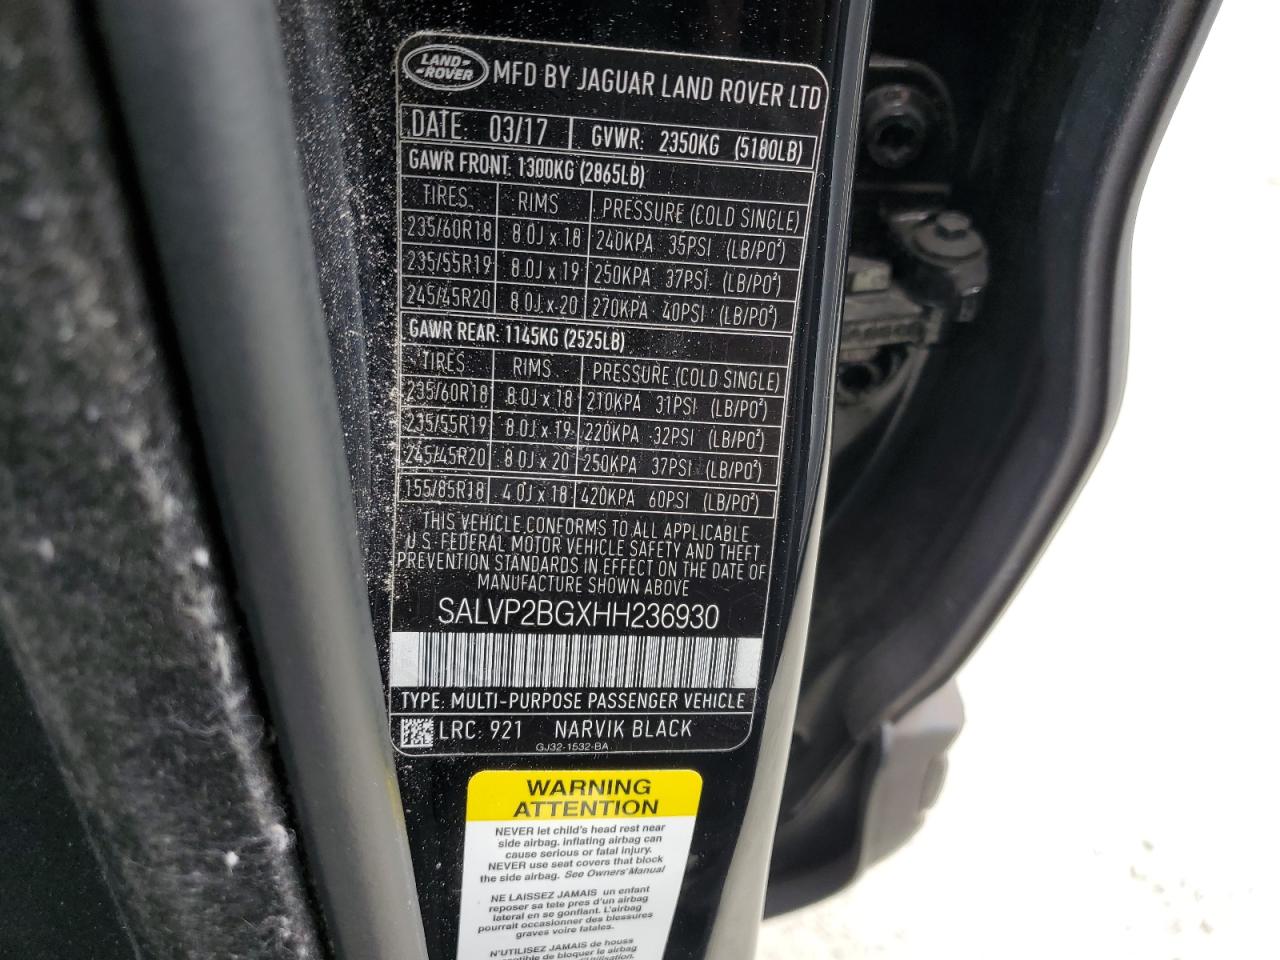 LAND-
-ROVER MFD BY JAGUAR LAND ROVER LTD
DATE: 03/17 GVWR: 2350KG (5180LB)
GAWR FRONT: 1300KG (2865LB)
TIRES RIMS PRESSURE (COLD SINGLE)
235/60R18 8.0J x 18 240KPA 35PSI (LB/PO²)
235/55R19 8.0J x 19 250KPA 37PSI (LB/PO²)
245/45R20 8.0J x 20 270KPA 40PSI (LB/PO²)
GAWR REAR: 1145KG (2525LB)
TIRES RIMS PRESSURE (COLD SINGLE)
235/60R18 8.0J x 18 210KPA 31PSI (LB/PO²)
235/55R19 8.0J x 19 220KPA 32PSI (LB/PO²)
245/45R20 8.0J x 20 250KPA 37PSI (LB/PO²)
155/85R18 4.0J x 18 420KPA 60PSI (LB/PO²)
THIS VEHICLE CONFORMS TO ALL APPLICABLE
U.S. FEDERAL MOTOR VEHICLE SAFETY AND THEFT
PREVENTION STANDARDS IN EFFECT ON THE DATE OF
MANUFACTURE SHOWN ABOVE
SALVP2BGXHH236930
TYPE: MULTI-PURPOSE PASSENGER VEHICLE
LRC: 921 NARVIK BLACK
GJ32-1532-BA
WARNING
ATTENTION
NEVER let child's head rest near
side airbag. inflating airbag can
cause serious or fatal injury.
NEVER use seat covers that block
the side airbag. See Owners' Manual
NE LAISSEZ JAMAIS un enfant
reposer sa tete pres d'un airbag
lateral en se gonflant. L'airbag
pourrait occasionner des blessures
graves voire fatales.
N'UTILISEZ JAMAIS de houss
de bloquer le airbag